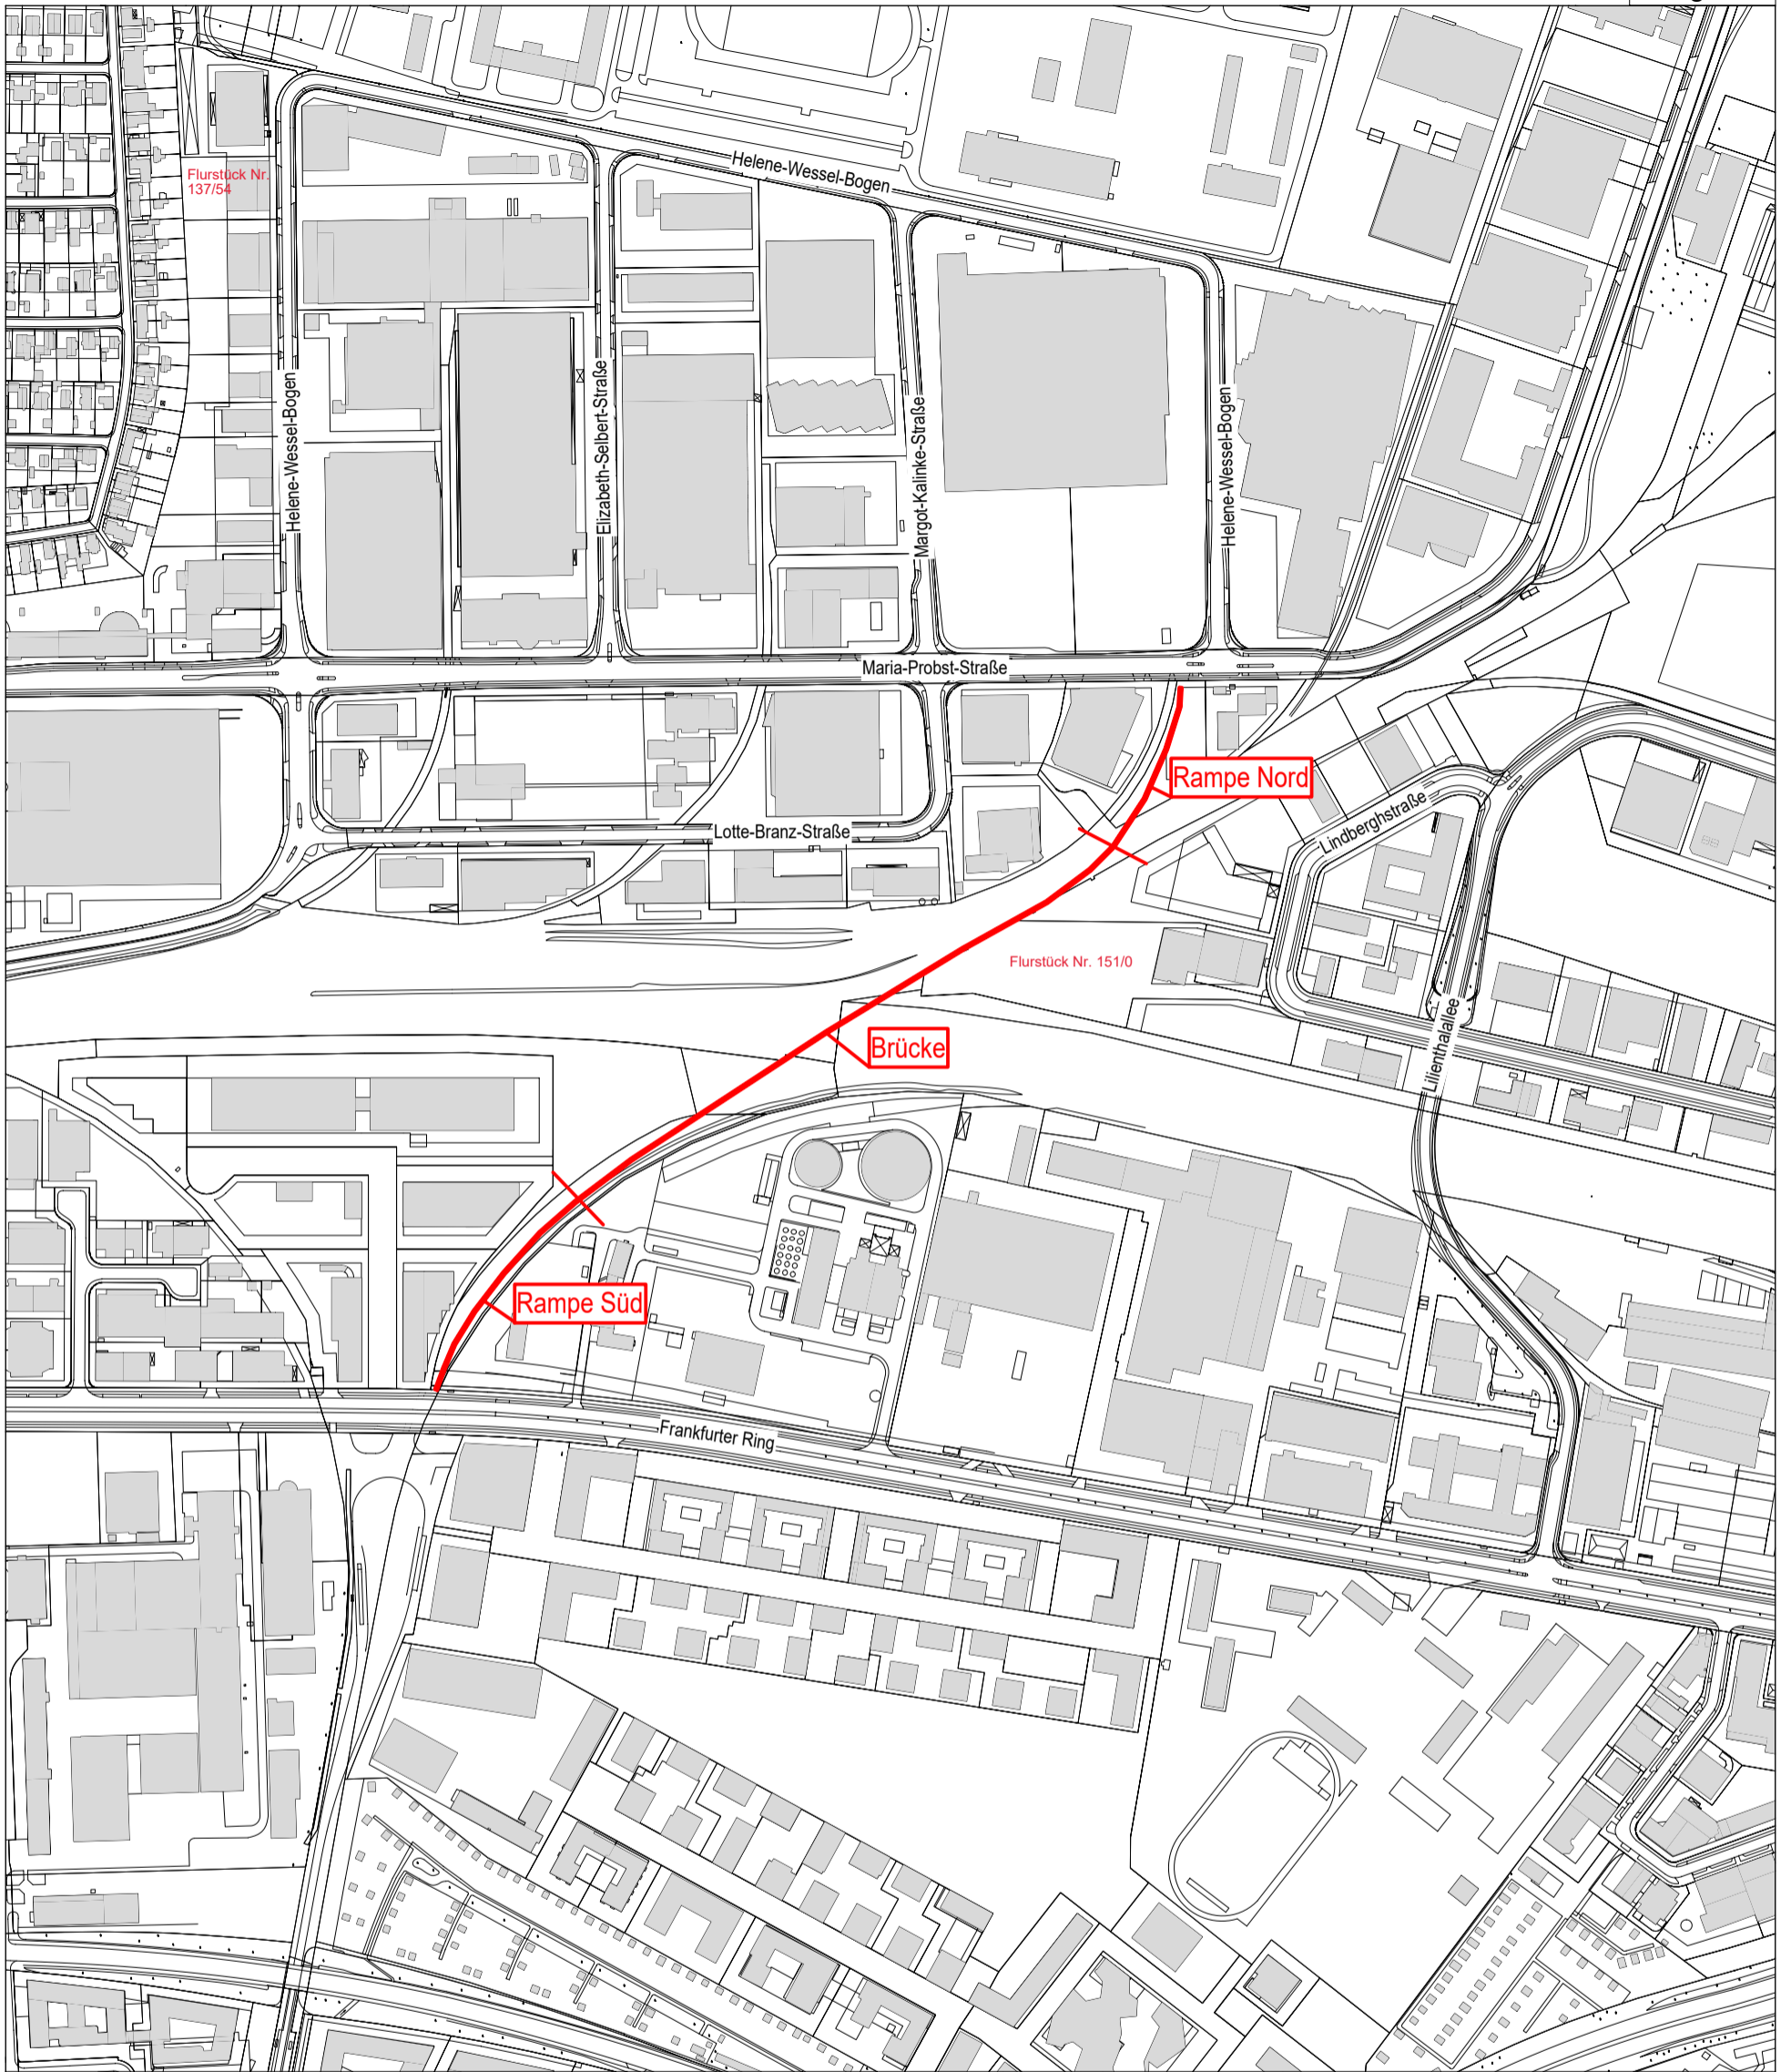 Helene-Wessel-Bogen
Flurstück Nr.
137/54
Helene-Wessel-Bogen
Elizabeth-Selbert-Straße
Margot-Kalinke-Straße
Helene-Wessel-Bogen
Maria-Probst-Straße
Rampe Nord
Lindberghstraße
Lotte-Branz-Straße
Flurstück Nr. 151/0
Lilienthalallee
Brücke
Rampe Süd
Frankfurter Ring